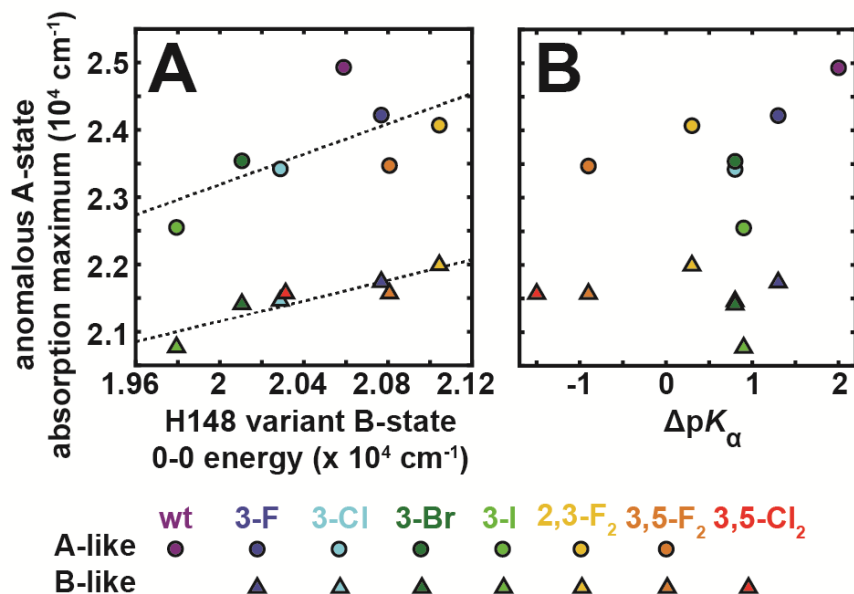 anomalous A-state
absorption maximum (10⁴ cm⁻¹)
2.5
2.4
2.3
2.2
2.1
A
B
1.96
2
2.04
2.08
2.12
-1
0
1
2
H148 variant B-state
0-0 energy (x 10⁴ cm⁻¹)
ΔpKα
wt 3-F 3-Cl 3-Br 3-I 2,3-F₂ 3,5-F₂ 3,5-Cl₂
A-like
B-like